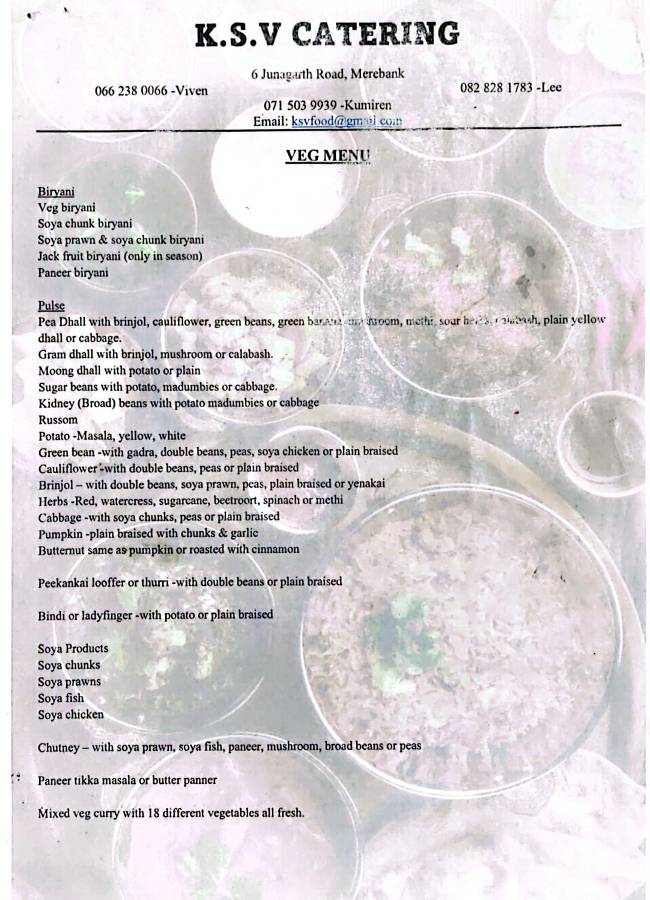 K.S.V CATERING
6 Junagarth Road, Merebank
066 238 0066 -Viven
082 828 1783 -Lee
071 503 9939 -Kumiren
Email: ksvfood@gmail.com
VEG MENU
Biryani
Veg biryani
Soya chunk biryani
Soya prawn & soya chunk biryani
Jack fruit biryani (only in season)
Paneer biryani
Pulse
Pea Dhall with brinjol, cauliflower, green beans, green banana, mushroom, methi, sour herbs, calabash, plain yellow
dhall or cabbage.
Gram dhall with brinjol, mushroom or calabash.
Moong dhall with potato or plain
Sugar beans with potato, madumbies or cabbage.
Kidney (Broad) beans with potato madumbies or cabbage
Russom
Potato -Masala, yellow, white
Green bean -with gadra, double beans, peas, soya chicken or plain braised
Cauliflower -with double beans, peas or plain braised
Brinjol – with double beans, soya prawn, peas, plain braised or yenakai
Herbs -Red, watercress, sugarcane, beetroort, spinach or methi
Cabbage -with soya chunks, peas or plain braised
Pumpkin -plain braised with chunks & garlic
Butternut same as pumpkin or roasted with cinnamon
Peekankai looffer or thurri -with double beans or plain braised
Bindi or ladyfinger -with potato or plain braised
Soya Products
Soya chunks
Soya prawns
Soya fish
Soya chicken
Chutney – with soya prawn, soya fish, paneer, mushroom, broad beans or peas
Paneer tikka masala or butter panner
Mixed veg curry with 18 different vegetables all fresh.